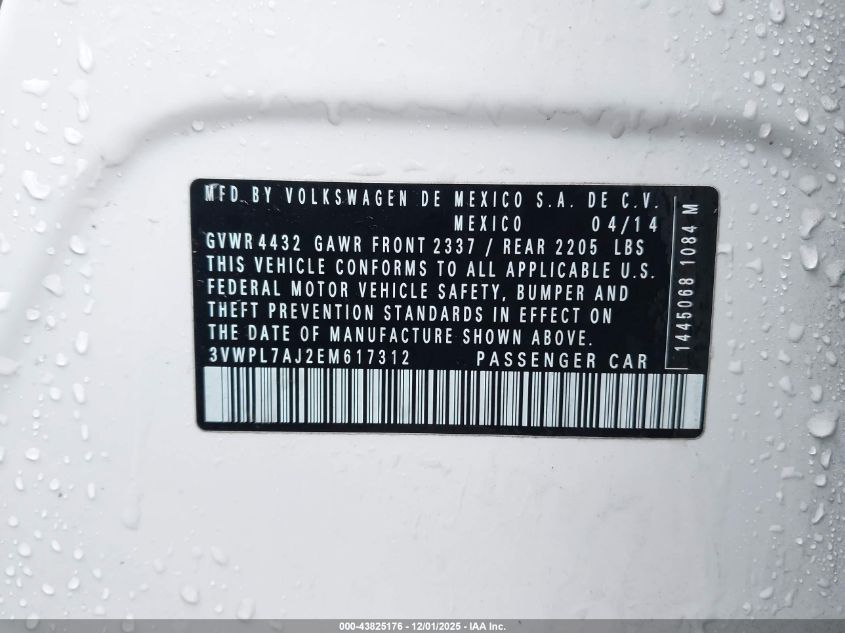 MFD. BY VOLKSWAGEN DE MEXICO S.A. DE C.V.
MEXICO 04/14
GVWR 4432 GAWR FRONT 2337 / REAR 2205 LBS
THIS VEHICLE CONFORMS TO ALL APPLICABLE U.S.
FEDERAL MOTOR VEHICLE SAFETY, BUMPER AND
THEFT PREVENTION STANDARDS IN EFFECT ON
THE DATE OF MANUFACTURE SHOWN ABOVE.
3VWPL7AJ2EM617312 PASSENGER CAR
1445068 1084 M
000-43825176 - 12/01/2025 - IAA Inc.